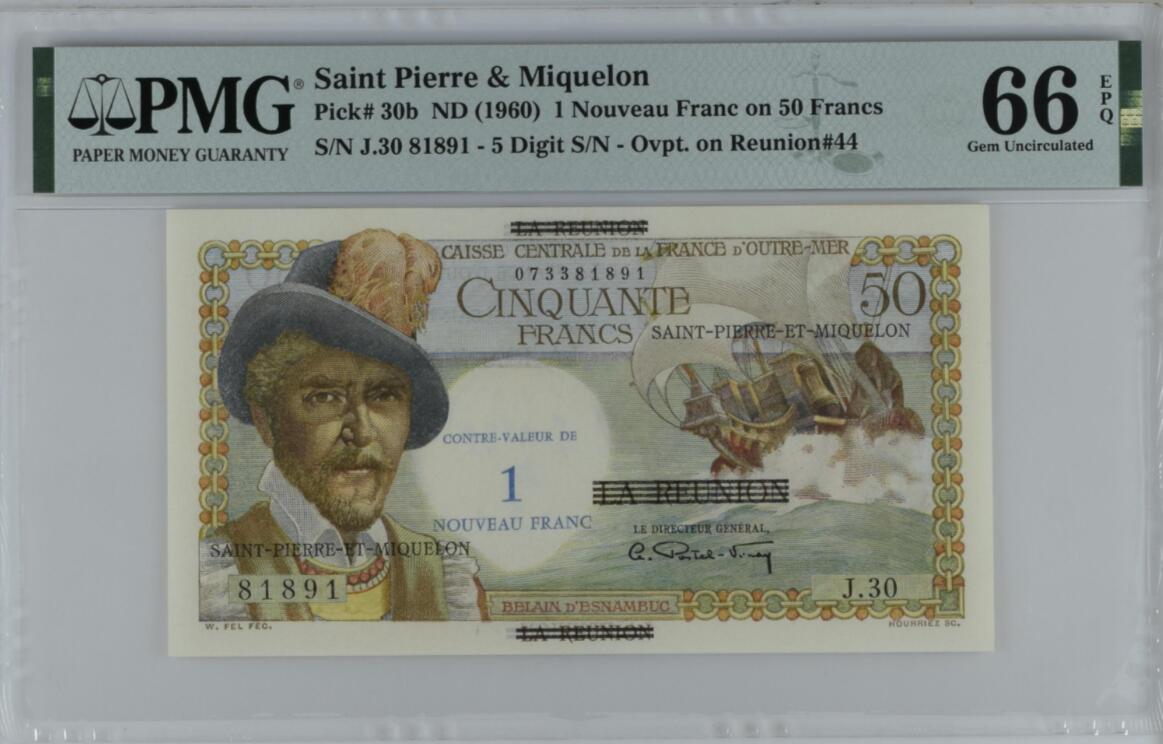 PMG®
PAPER MONEY GUARANTY
Saint Pierre & Miquelon
Pick# 30b ND (1960) 1 Nouveau Franc on 50 Francs
S/N J.30 81891 - 5 Digit S/N - Ovpt. on Reunion#44
66 EPQ
Gem Uncirculated
LA REUNION
CAISSE CENTRALE DE LA FRANCE D'OUTRE-MER
073381891
CINQUANTE
50
FRANCS
SAINT-PIERRE-ET-MIQUELON
CONTRE-VALEUR DE
1
NOUVEAU FRANC
LA REUNION
LE DIRECTEUR GÉNÉRAL,
SAINT-PIERRE-ET-MIQUELON
81891
J.30
BELAIN D'ESNAMBUC
W. FEL FEC.
HOURRIEZ SC.
LA REUNION